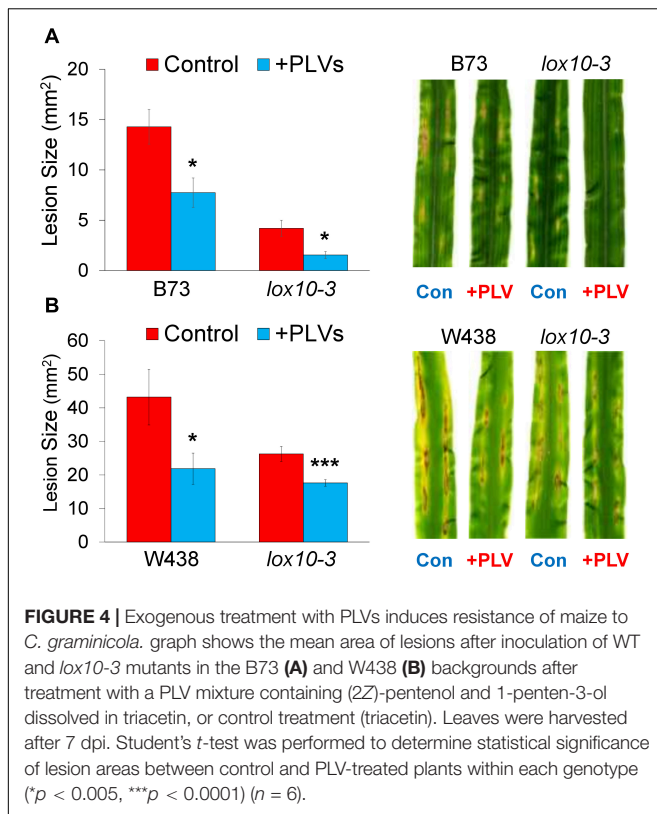 A
Control +PLVs
Lesion Size (mm²)
20
15
10
5
0
*
*
B73 lox10-3
B73 lox10-3
Con +PLV Con +PLV
B
Control +PLVs
Lesion Size (mm²)
60
50
40
30
20
10
0
*
***
W438 lox10-3
W438 lox10-3
Con +PLV Con +PLV
FIGURE 4 | Exogenous treatment with PLVs induces resistance of maize to
C. graminicola. graph shows the mean area of lesions after inoculation of WT
and lox10-3 mutants in the B73 (A) and W438 (B) backgrounds after
treatment with a PLV mixture containing (2Z)-pentenol and 1-penten-3-ol
dissolved in triacetin, or control treatment (triacetin). Leaves were harvested
after 7 dpi. Student's t-test was performed to determine statistical significance
of lesion areas between control and PLV-treated plants within each genotype
(*p < 0.005, ***p < 0.0001) (n = 6).